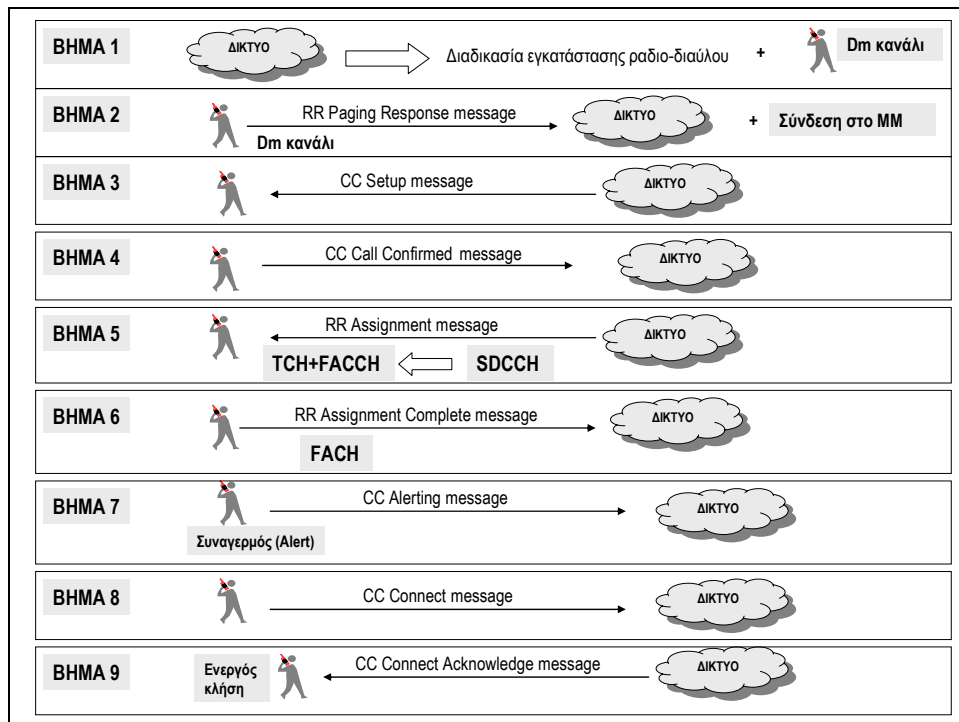 ΒΗΜΑ 1
ΔΙΚΤΥΟ
Διαδικασία εγκατάστασης ραδιο-διαύλου + Dm κανάλι
ΒΗΜΑ 2
RR Paging Response message
Dm κανάλι
ΔΙΚΤΥΟ
+ Σύνδεση στο ΜΜ
ΒΗΜΑ 3
CC Setup message
ΔΙΚΤΥΟ
ΒΗΜΑ 4
CC Call Confirmed message
ΔΙΚΤΥΟ
ΒΗΜΑ 5
RR Assignment message
ΔΙΚΤΥΟ
TCH+FACCH
SDCCH
ΒΗΜΑ 6
RR Assignment Complete message
ΔΙΚΤΥΟ
FACH
ΒΗΜΑ 7
CC Alerting message
ΔΙΚΤΥΟ
Συναγερμός (Alert)
ΒΗΜΑ 8
CC Connect message
ΔΙΚΤΥΟ
ΒΗΜΑ 9
Ενεργός
κλήση
CC Connect Acknowledge message
ΔΙΚΤΥΟ